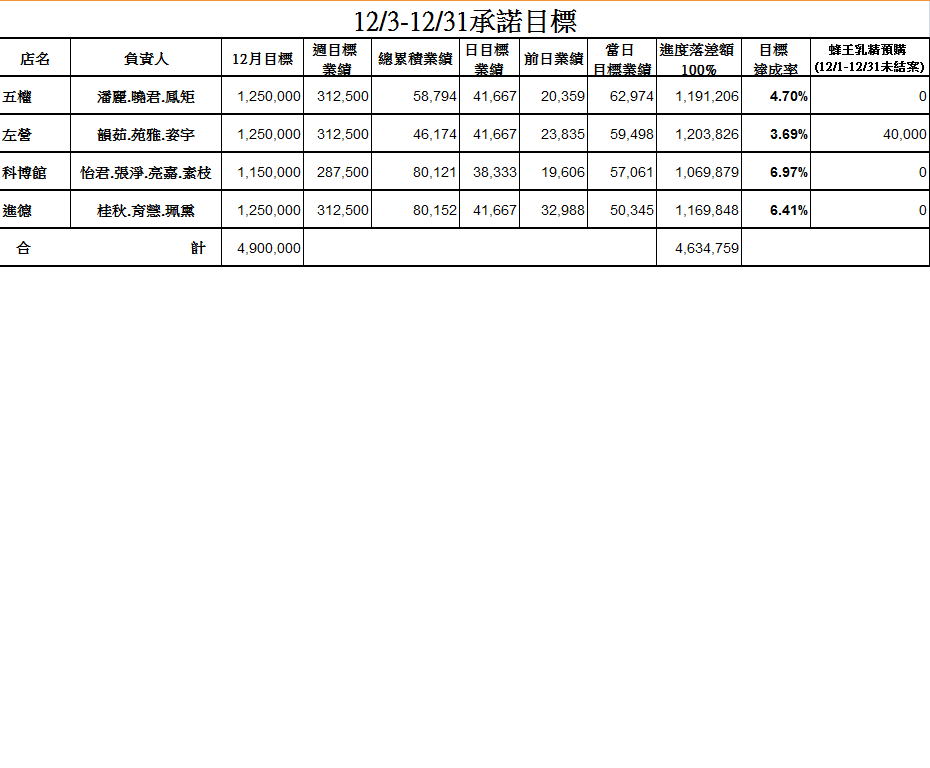 12/3-12/31承諾目標
店名 負責人 12月目標 週目標業績 總累積業績 日目標業績 前日業績 當日目標業績 進度落差額100% 目標達成率 蜂王乳精預購(12/1-12/31未結案)
五權 潘麗.曉君.鳳矩 1,250,000 312,500 58,794 41,667 20,359 62,974 1,191,206 4.70% 0
左營 韻茹.苑雅.姿宇 1,250,000 312,500 46,174 41,667 23,835 59,498 1,203,826 3.69% 40,000
科博館 怡君.張淨.亮嘉.素枝 1,150,000 287,500 80,121 38,333 19,606 57,061 1,069,879 6.97% 0
進德 桂秋.育慧.珮黨 1,250,000 312,500 80,152 41,667 32,988 50,345 1,169,848 6.41% 0
合 計 4,900,000 4,634,759